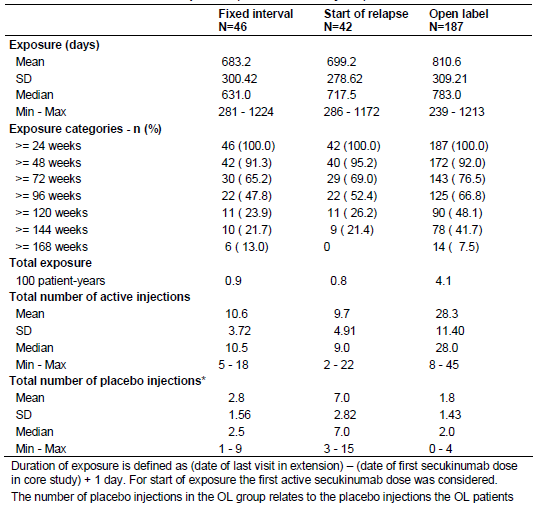 Fixed interval Start of relapse Open label
N=46 N=42 N=187
Exposure (days)
Mean 683.2 699.2 810.6
SD 300.42 278.62 309.21
Median 631.0 717.5 783.0
Min - Max 281 - 1224 286 - 1172 239 - 1213
Exposure categories - n (%)
>= 24 weeks 46 (100.0) 42 (100.0) 187 (100.0)
>= 48 weeks 42 ( 91.3) 40 ( 95.2) 172 ( 92.0)
>= 72 weeks 30 ( 65.2) 29 ( 69.0) 143 ( 76.5)
>= 96 weeks 22 ( 47.8) 22 ( 52.4) 125 ( 66.8)
>= 120 weeks 11 ( 23.9) 11 ( 26.2) 90 ( 48.1)
>= 144 weeks 10 ( 21.7) 9 ( 21.4) 78 ( 41.7)
>= 168 weeks 6 ( 13.0) 0 14 ( 7.5)
Total exposure
100 patient-years 0.9 0.8 4.1
Total number of active injections
Mean 10.6 9.7 28.3
SD 3.72 4.91 11.40
Median 10.5 9.0 28.0
Min - Max 5 - 18 2 - 22 8 - 45
Total number of placebo injections*
Mean 2.8 7.0 1.8
SD 1.56 2.82 1.43
Median 2.5 7.0 2.0
Min - Max 1 - 9 3 - 15 0 - 4
Duration of exposure is defined as (date of last visit in extension) – (date of first secukinumab dose
in core study) + 1 day. For start of exposure the first active secukinumab dose was considered.
The number of placebo injections in the OL group relates to the placebo injections the OL patients